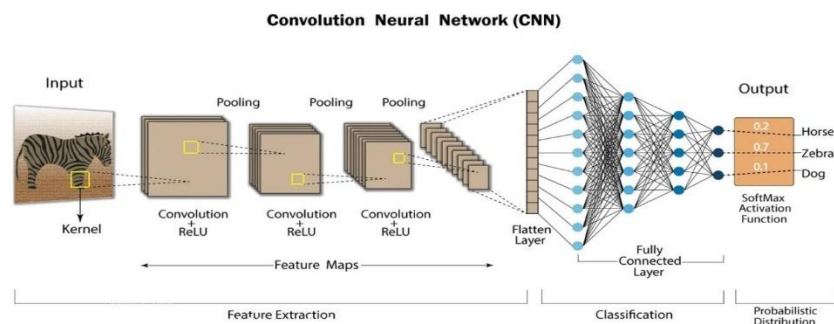 Convolution Neural Network (CNN)
Input
Kernel
Pooling
Pooling
Pooling
Convolution
+
ReLU
Convolution
+
ReLU
Convolution
+
ReLU
Feature Maps
Flatten
Layer
Fully
Connected
Layer
Output
0.2
0.7
0.1
Horse
Zebra
Dog
SoftMax
Activation
Function
Feature Extraction
Classification
Probabilistic
Distribution